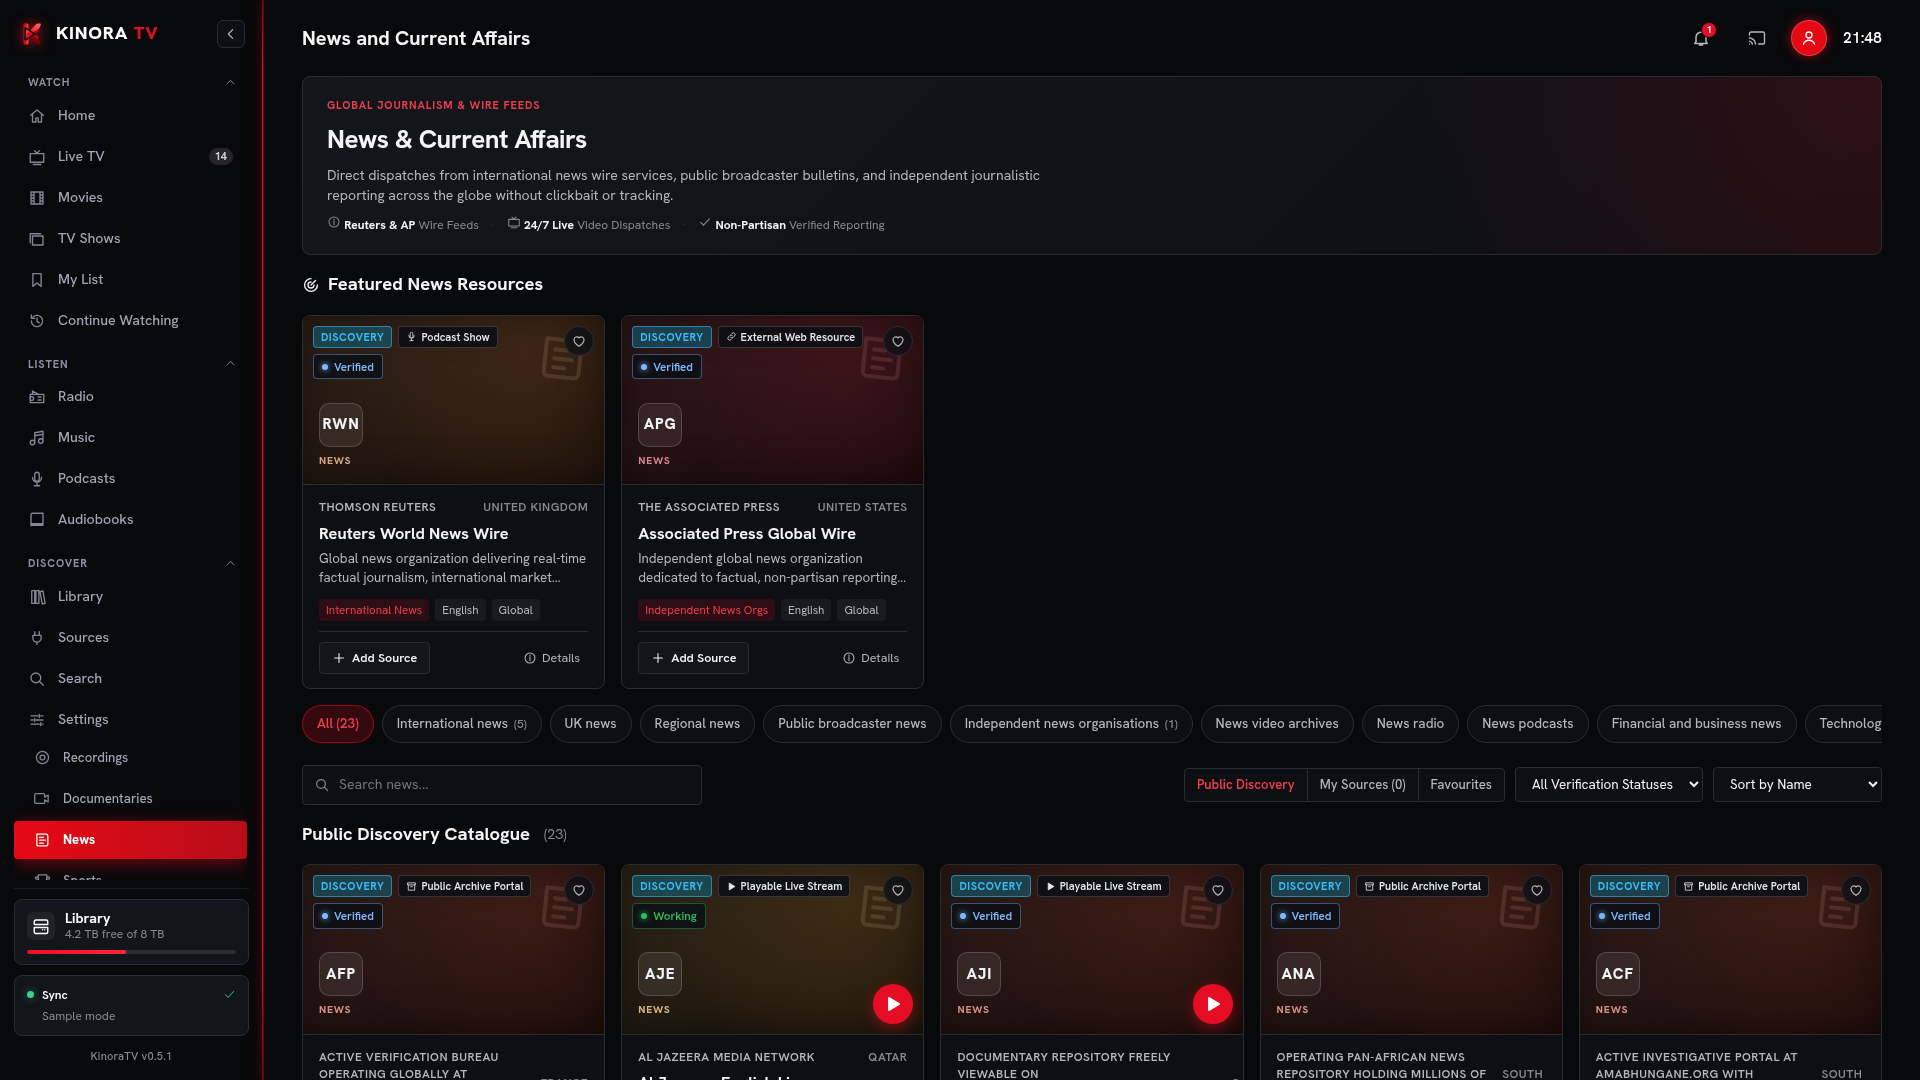 KINORA TV
WATCH
Home
Live TV 14
Movies
TV Shows
My List
Continue Watching
LISTEN
Radio
Music
Podcasts
Audiobooks
DISCOVER
Library
Sources
Search
Settings
Recordings
Documentaries
News
Sports
Library
4.2 TB free of 8 TB
Sync
Sample mode
KinoraTV v0.5.1
News and Current Affairs
1
21:48
GLOBAL JOURNALISM & WIRE FEEDS
News & Current Affairs
Direct dispatches from international news wire services, public broadcaster bulletins, and independent journalistic
reporting across the globe without clickbait or tracking.
Reuters & AP Wire Feeds · 24/7 Live Video Dispatches · Non-Partisan Verified Reporting
Featured News Resources
DISCOVERY Podcast Show
Verified
RWN
NEWS
THOMSON REUTERS UNITED KINGDOM
Reuters World News Wire
Global news organization delivering real-time
factual journalism, international market...
International News English Global
Add Source Details
DISCOVERY External Web Resource
Verified
APG
NEWS
THE ASSOCIATED PRESS UNITED STATES
Associated Press Global Wire
Independent global news organization
dedicated to factual, non-partisan reporting...
Independent News Orgs English Global
Add Source Details
All (23) International news (5) UK news Regional news Public broadcaster news Independent news organisations (1) News video archives News radio News podcasts Financial and business news Technolog
Search news...
Public Discovery My Sources (0) Favourites All Verification Statuses Sort by Name
Public Discovery Catalogue (23)
DISCOVERY Public Archive Portal
Verified
AFP
NEWS
ACTIVE VERIFICATION BUREAU
OPERATING GLOBALLY AT
DISCOVERY Playable Live Stream
Working
AJE
NEWS
AL JAZEERA MEDIA NETWORK QATAR
DISCOVERY Playable Live Stream
Verified
AJI
NEWS
DOCUMENTARY REPOSITORY FREELY
VIEWABLE ON
DISCOVERY Public Archive Portal
Verified
ANA
NEWS
OPERATING PAN-AFRICAN NEWS
REPOSITORY HOLDING MILLIONS OF SOUTH
DISCOVERY Public Archive Portal
Verified
ACF
NEWS
ACTIVE INVESTIGATIVE PORTAL AT
AMABHUNGANE.ORG WITH SOUTH